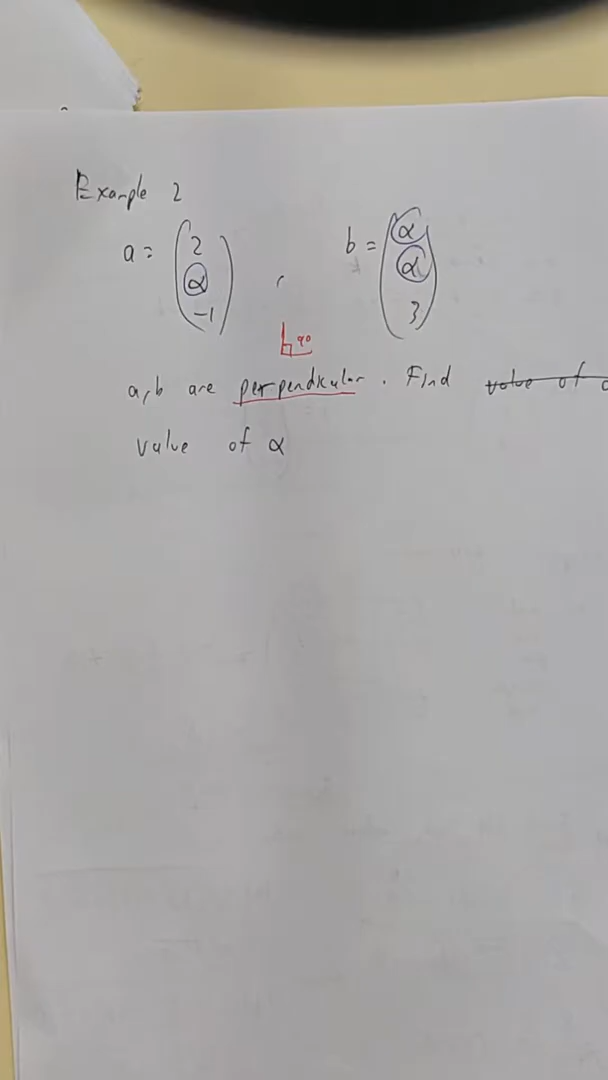 Example 2
a = (2 α -1) , b = (α α 3)
90
a, b are perpendicular . Find value of
value of α